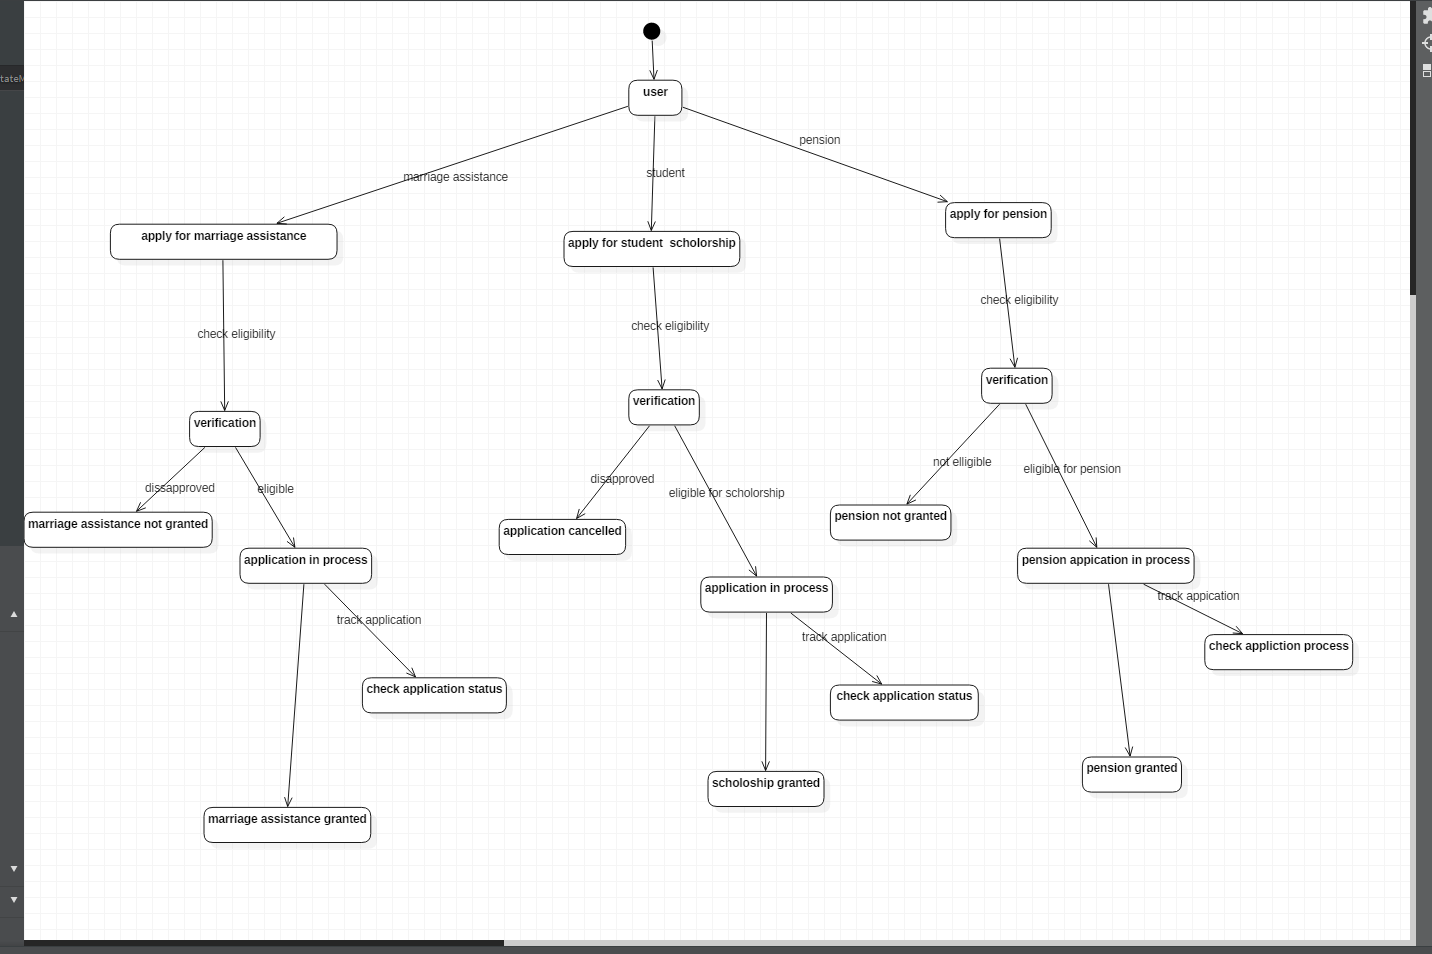 tateM
user
pension
student
marriage assistance
apply for pension
apply for marriage assistance
apply for student  scholorship
check eligibility
check eligibility
check eligibility
verification
verification
verification
not elligible
eligible for pension
disapproved
dissapproved
eligible
eligible for scholorship
pension not granted
marriage assistance not granted
application cancelled
application in process
pension appication in process
application in process
track appication
track application
track application
check appliction process
check application status
check application status
pension granted
scholoship granted
marriage assistance granted